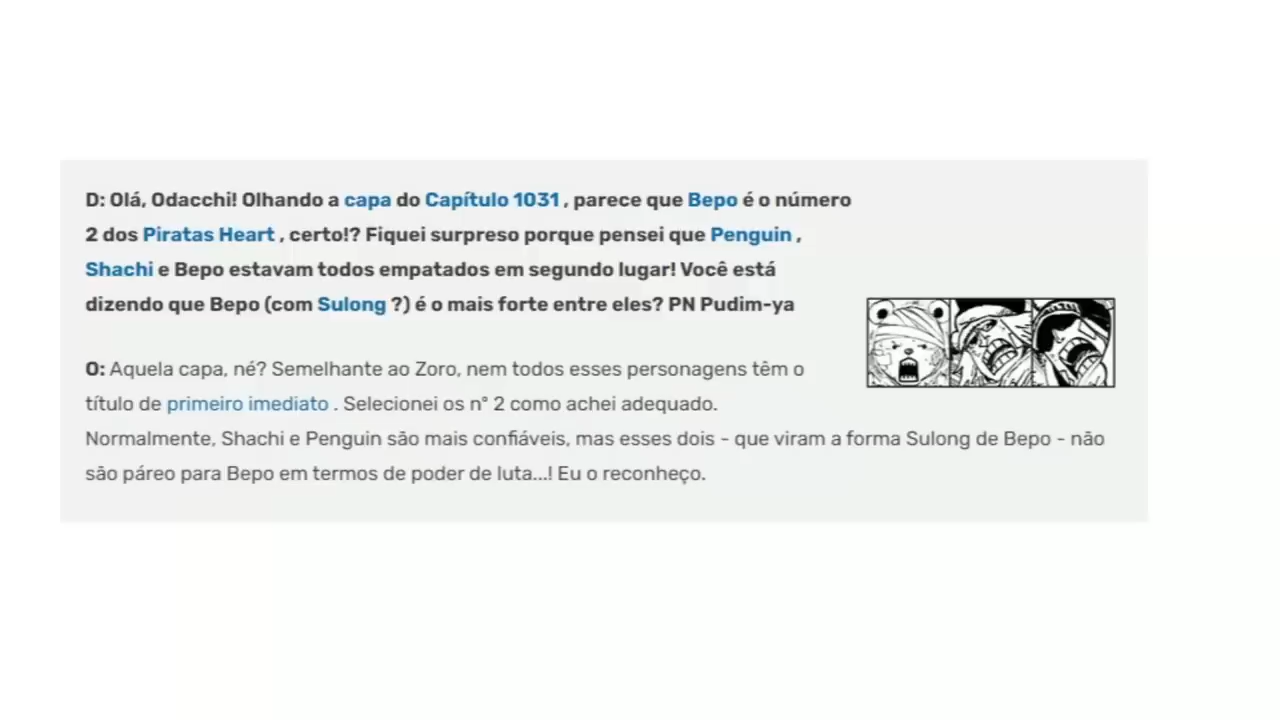 D: Olá, Odacchi! Olhando a capa do Capítulo 1031 , parece que Bepo é o número
2 dos Piratas Heart , certo!? Fiquei surpreso porque pensei que Penguin ,
Shachi e Bepo estavam todos empatados em segundo lugar! Você está
dizendo que Bepo (com Sulong ?) é o mais forte entre eles? PN Pudim-ya
O: Aquela capa, né? Semelhante ao Zoro, nem todos esses personagens têm o
título de primeiro imediato . Selecionei os nº 2 como achei adequado.
Normalmente, Shachi e Penguin são mais confiáveis, mas esses dois - que viram a forma Sulong de Bepo - não
são páreo para Bepo em termos de poder de luta...! Eu o reconheço.